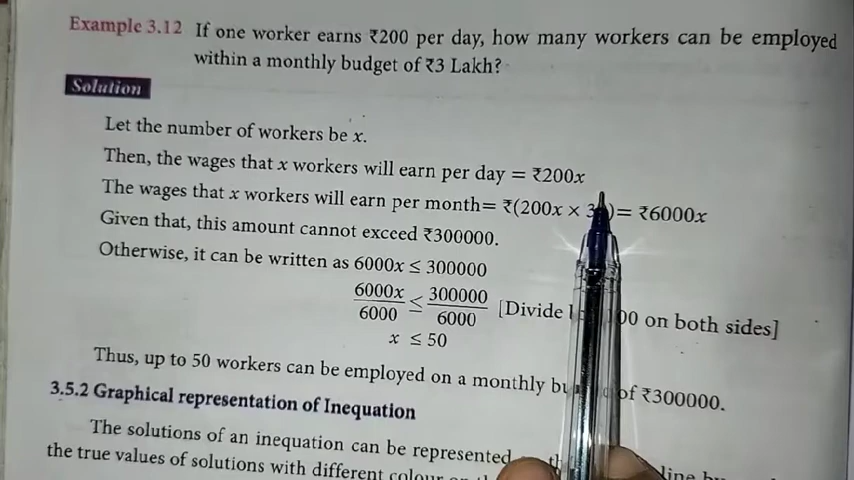 Example 3.12 If one worker earns ₹200 per day, how many workers can be employed
within a monthly budget of ₹3 Lakh?
Solution
Let the number of workers be x.
Then, the wages that x workers will earn per day = ₹200x
The wages that x workers will earn per month= ₹(200x × 3 )= ₹6000x
Given that, this amount cannot exceed ₹300000.
Otherwise, it can be written as 6000x ≤ 300000
6000x/6000 ≤ 300000/6000 [Divide 00 on both sides]
x ≤ 50
Thus, up to 50 workers can be employed on a monthly of ₹300000.
3.5.2 Graphical representation of Inequation
The solutions of an inequation can be represented line
the true values of solutions with different colour